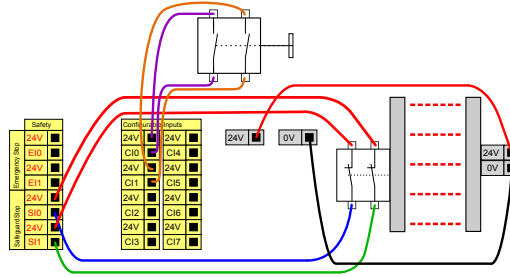 Safety
Emergency Stop
24V
EI0
24V
EI1
Safeguard Stop
24V
SI0
24V
SI1
Configurable Inputs
24V 24V
CI0 CI4
24V 24V
CI1 CI5
24V 24V
CI2 CI6
24V 24V
CI3 CI7
24V 0V
24V
0V